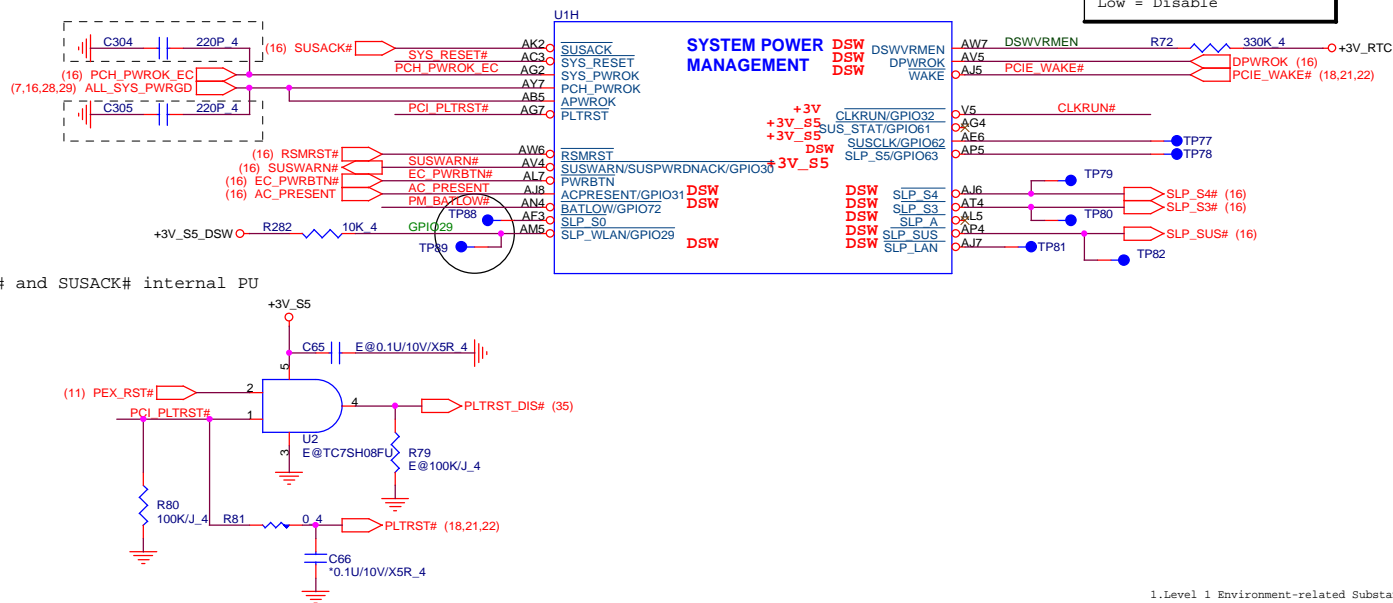 Low = Disable
U1H
SYSTEM POWER
MANAGEMENT
C304
220P_4
(16) SUSACK#
SYS_RESET#
(16) PCH_PWROK_EC
PCH_PWROK_EC
(7,16,28,29) ALL_SYS_PWRGD
C305
220P_4
PCI_PLTRST#
AK2
SUSACK
AC3
SYS_RESET
AG2
SYS_PWROK
AY7
PCH_PWROK
AB5
APWROK
AG7
PLTRST
(16) RSMRST#
AW6
RSMRST
(16) SUSWARN#
SUSWARN#
AV4
SUSWARN/SUSPWRDNACK/GPIO30
+3V_S5
(16) EC_PWRBTN#
EC_PWRBTN#
AL7
PWRBTN
(16) AC_PRESENT
AC_PRESENT
AJ8
ACPRESENT/GPIO31
DSW
PM_BATLOW#
AN4
BATLOW/GPIO72
DSW
TP88
AF3
SLP_S0
+3V_S5_DSW
R282
10K_4
GPIO29
AM5
SLP_WLAN/GPIO29
DSW
TP89
DSW
DSWVRMEN
AW7
DSWVRMEN
R72
330K_4
+3V_RTC
DSW
DPWROK
AV5
DPWROK (16)
DSW
WAKE
AJ5
PCIE_WAKE#
PCIE_WAKE# (18,21,22)
+3V
CLKRUN/GPIO32
V5
CLKRUN#
+3V_S5
SUS_STAT/GPIO61
AG4
+3V_S5
SUSCLK/GPIO62
AE6
TP77
DSW
SLP_S5/GPIO63
AP5
TP78
TP79
DSW
SLP_S4
AJ6
SLP_S4# (16)
DSW
SLP_S3
AT4
SLP_S3# (16)
DSW
SLP_A
AL5
TP80
DSW
SLP_SUS
AP4
SLP_SUS# (16)
DSW
SLP_LAN
AJ7
TP81
TP82
# and SUSACK# internal PU
+3V_S5
C65
E@0.1U/10V/X5R_4
5
(11) PEX_RST#
2
PCI_PLTRST#
1
4
PLTRST_DIS# (35)
3
U2
E@TC7SH08FU
R79
E@100K/J_4
R80
100K/J_4
R81
0_4
PLTRST# (18,21,22)
C66
*0.1U/10V/X5R_4
1.Level 1 Environment-related Substa